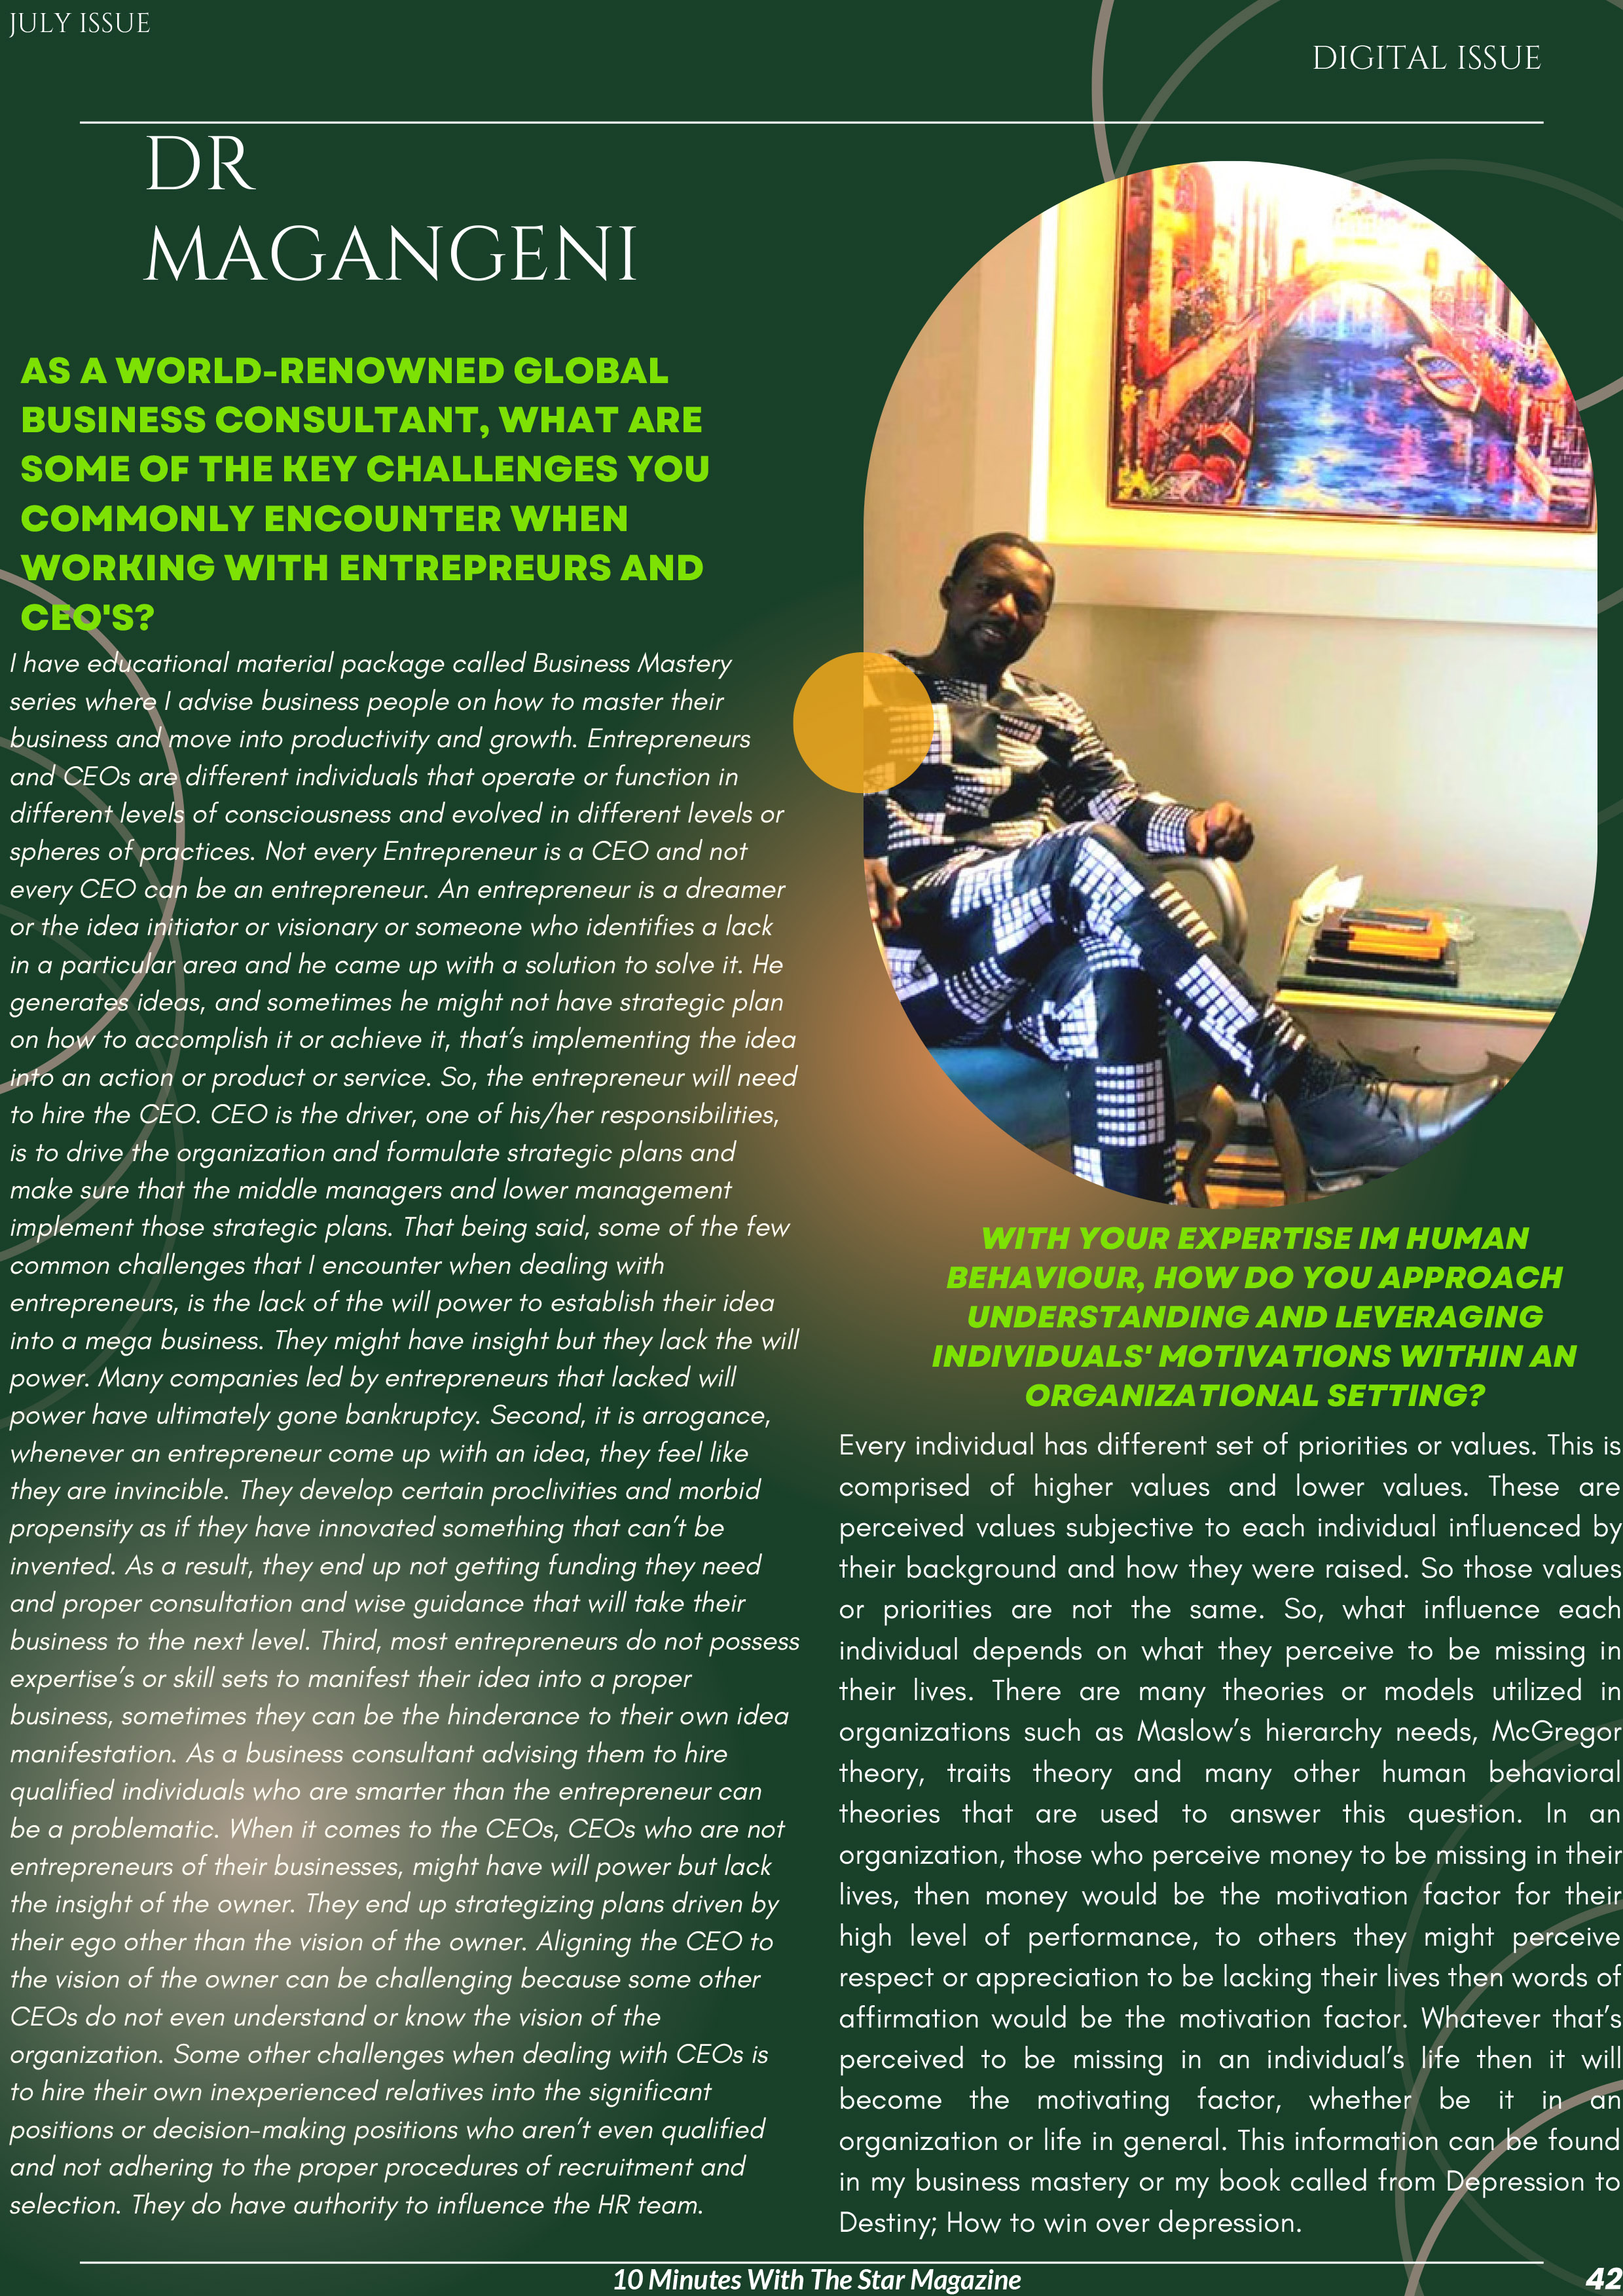 JULY ISSUE
DIGITAL ISSUE
DR
MAGANGENI
AS A WORLD-RENOWNED GLOBAL
BUSINESS CONSULTANT, WHAT ARE
SOME OF THE KEY CHALLENGES YOU
COMMONLY ENCOUNTER WHEN
WORKING WITH ENTREPREURS AND
CEO'S?
I have educational material package called Business Mastery
series where I advise business people on how to master their
business and move into productivity and growth. Entrepreneurs
and CEOs are different individuals that operate or function in
different levels of consciousness and evolved in different levels or
spheres of practices. Not every Entrepreneur is a CEO and not
every CEO can be an entrepreneur. An entrepreneur is a dreamer
or the idea initiator or visionary or someone who identifies a lack
in a particular area and he came up with a solution to solve it. He
generates ideas, and sometimes he might not have strategic plan
on how to accomplish it or achieve it, that’s implementing the idea
into an action or product or service. So, the entrepreneur will need
to hire the CEO. CEO is the driver, one of his/her responsibilities,
is to drive the organization and formulate strategic plans and
make sure that the middle managers and lower management
implement those strategic plans. That being said, some of the few
common challenges that I encounter when dealing with
entrepreneurs, is the lack of the will power to establish their idea
into a mega business. They might have insight but they lack the will
power. Many companies led by entrepreneurs that lacked will
power have ultimately gone bankruptcy. Second, it is arrogance,
whenever an entrepreneur come up with an idea, they feel like
they are invincible. They develop certain proclivities and morbid
propensity as if they have innovated something that can’t be
invented. As a result, they end up not getting funding they need
and proper consultation and wise guidance that will take their
business to the next level. Third, most entrepreneurs do not possess
expertise’s or skill sets to manifest their idea into a proper
business, sometimes they can be the hinderance to their own idea
manifestation. As a business consultant advising them to hire
qualified individuals who are smarter than the entrepreneur can
be a problematic. When it comes to the CEOs, CEOs who are not
entrepreneurs of their businesses, might have will power but lack
the insight of the owner. They end up strategizing plans driven by
their ego other than the vision of the owner. Aligning the CEO to
the vision of the owner can be challenging because some other
CEOs do not even understand or know the vision of the
organization. Some other challenges when dealing with CEOs is
to hire their own inexperienced relatives into the significant
positions or decision-making positions who aren’t even qualified
and not adhering to the proper procedures of recruitment and
selection. They do have authority to influence the HR team.
WITH YOUR EXPERTISE IM HUMAN
BEHAVIOUR, HOW DO YOU APPROACH
UNDERSTANDING AND LEVERAGING
INDIVIDUALS' MOTIVATIONS WITHIN AN
ORGANIZATIONAL SETTING?
Every individual has different set of priorities or values. This is
comprised of higher values and lower values. These are
perceived values subjective to each individual influenced by
their background and how they were raised. So those values
or priorities are not the same. So, what influence each
individual depends on what they perceive to be missing in
their lives. There are many theories or models utilized in
organizations such as Maslow’s hierarchy needs, McGregor
theory, traits theory and many other human behavioral
theories that are used to answer this question. In an
organization, those who perceive money to be missing in their
lives, then money would be the motivation factor for their
high level of performance, to others they might perceive
respect or appreciation to be lacking their lives then words of
affirmation would be the motivation factor. Whatever that’s
perceived to be missing in an individual’s life then it will
become the motivating factor, whether be it in an
organization or life in general. This information can be found
in my business mastery or my book called from Depression to
Destiny; How to win over depression.
10 Minutes With The Star Magazine
42